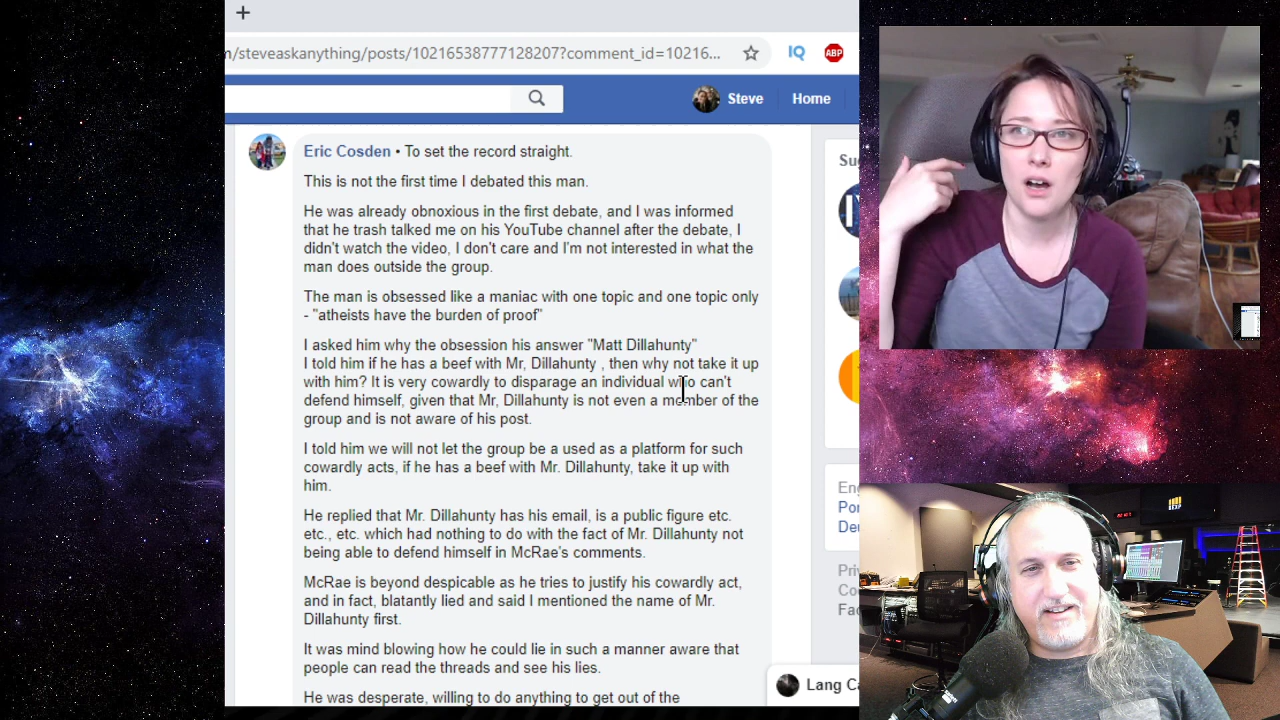 +
/steveaskanything/posts/10216538777128207?comment_id=10216...
IQ
ABP
Steve
Home
Eric Cosden • To set the record straight.
This is not the first time I debated this man.
He was already obnoxious in the first debate, and I was informed
that he trash talked me on his YouTube channel after the debate, I
didn't watch the video, I don't care and I'm not interested in what the
man does outside the group.
The man is obsessed like a maniac with one topic and one topic only
- "atheists have the burden of proof"
I asked him why the obsession his answer "Matt Dillahunty"
I told him if he has a beef with Mr, Dillahunty , then why not take it up
with him? It is very cowardly to disparage an individual who can't
defend himself, given that Mr, Dillahunty is not even a member of the
group and is not aware of his post.
I told him we will not let the group be a used as a platform for such
cowardly acts, if he has a beef with Mr. Dillahunty, take it up with
him.
He replied that Mr. Dillahunty has his email, is a public figure etc.
etc., etc. which had nothing to do with the fact of Mr. Dillahunty not
being able to defend himself in McRae's comments.
McRae is beyond despicable as he tries to justify his cowardly act,
and in fact, blatantly lied and said I mentioned the name of Mr.
Dillahunty first.
It was mind blowing how he could lie in such a manner aware that
people can read the threads and see his lies.
He was desperate, willing to do anything to get out of the
Su
Eng
Por
Deu
Priv
Coo
Fac
Lang Ca